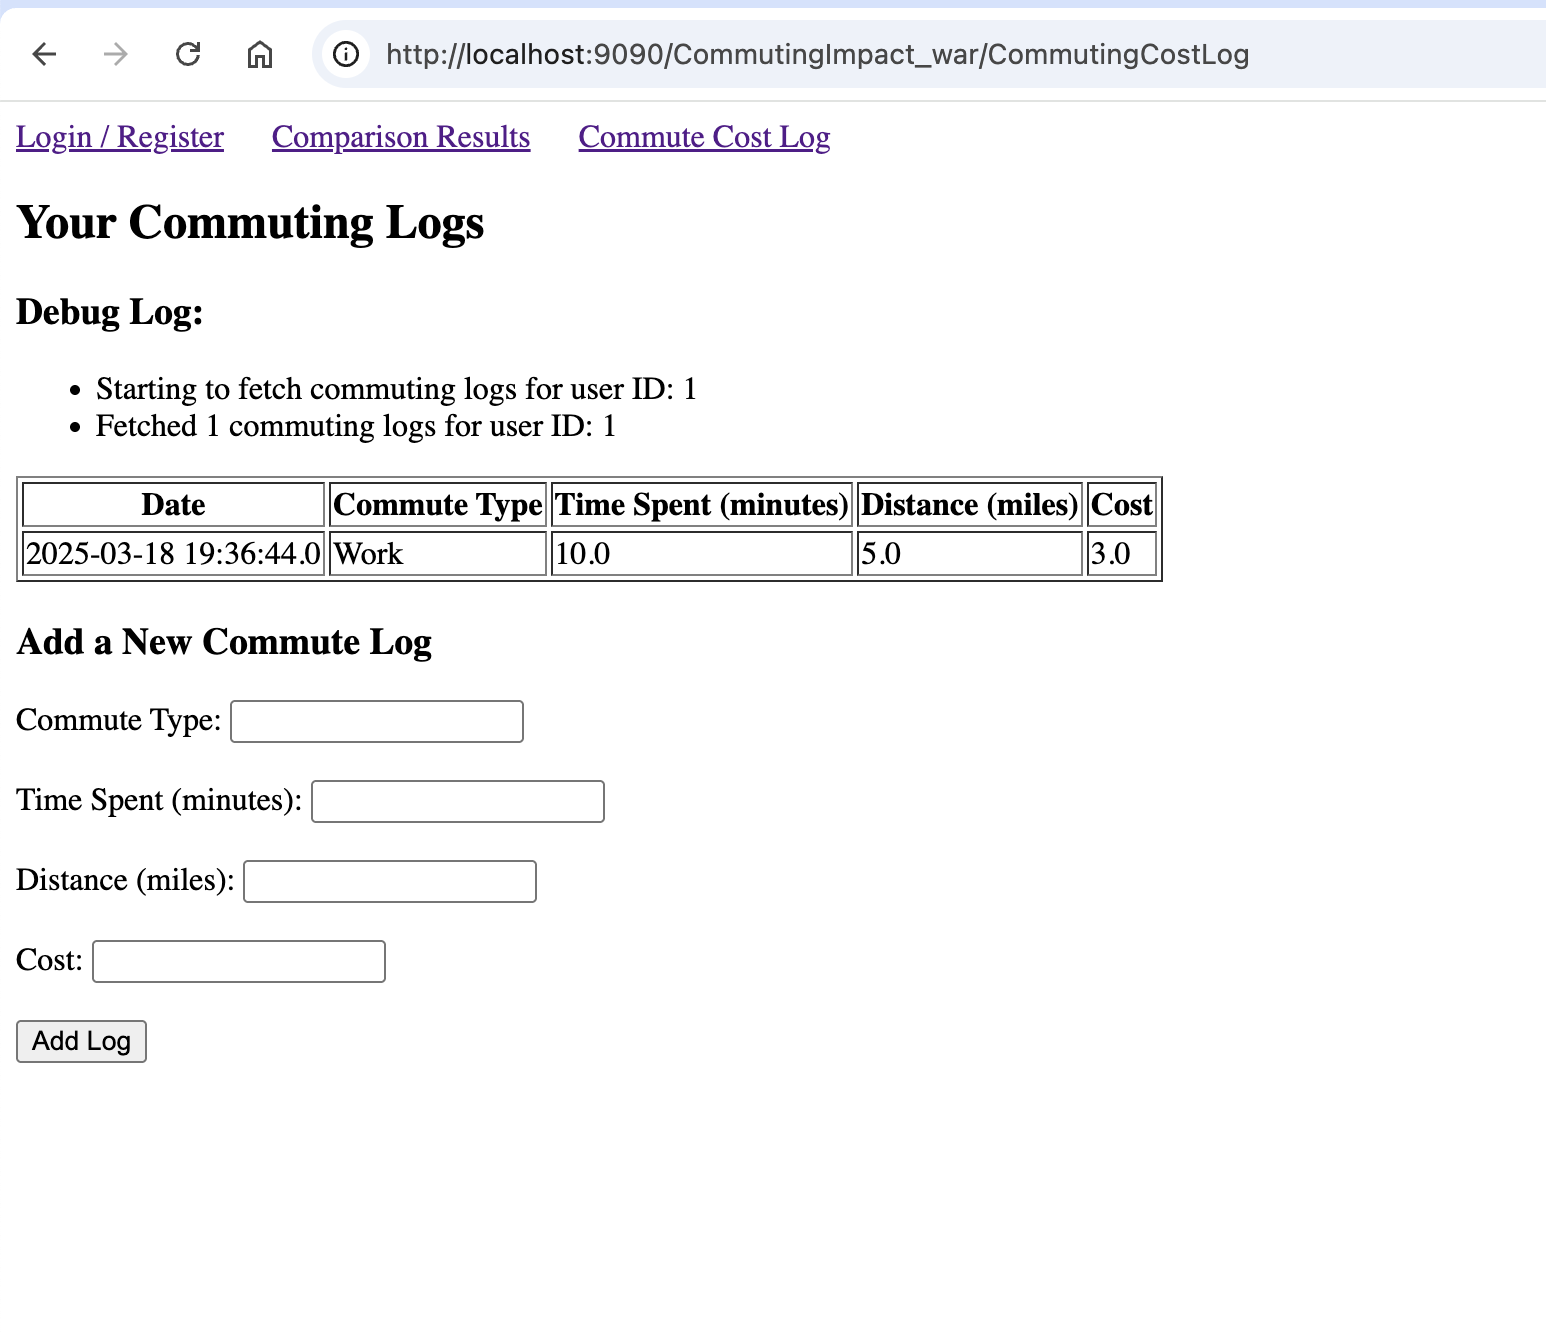 http://localhost:9090/CommutingImpact_war/CommutingCostLog
Login / Register Comparison Results Commute Cost Log
Your Commuting Logs
Debug Log:
• Starting to fetch commuting logs for user ID: 1
• Fetched 1 commuting logs for user ID: 1
Date Commute Type Time Spent (minutes) Distance (miles) Cost
2025-03-18 19:36:44.0 Work 10.0 5.0 3.0
Add a New Commute Log
Commute Type:
Time Spent (minutes):
Distance (miles):
Cost:
Add Log